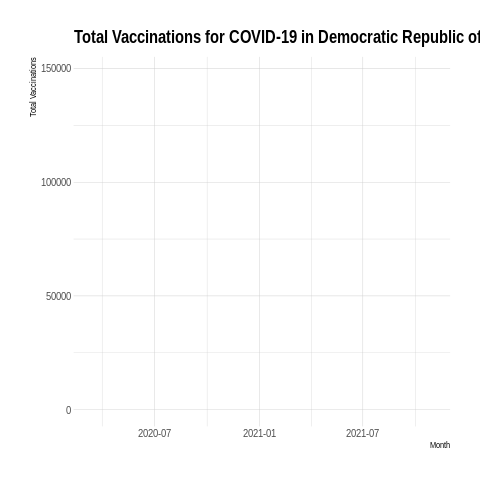 Total Vaccinations for COVID-19 in Democratic Republic of
Total Vaccinations
150000
100000
50000
0
2020-07 2021-01 2021-07
Month